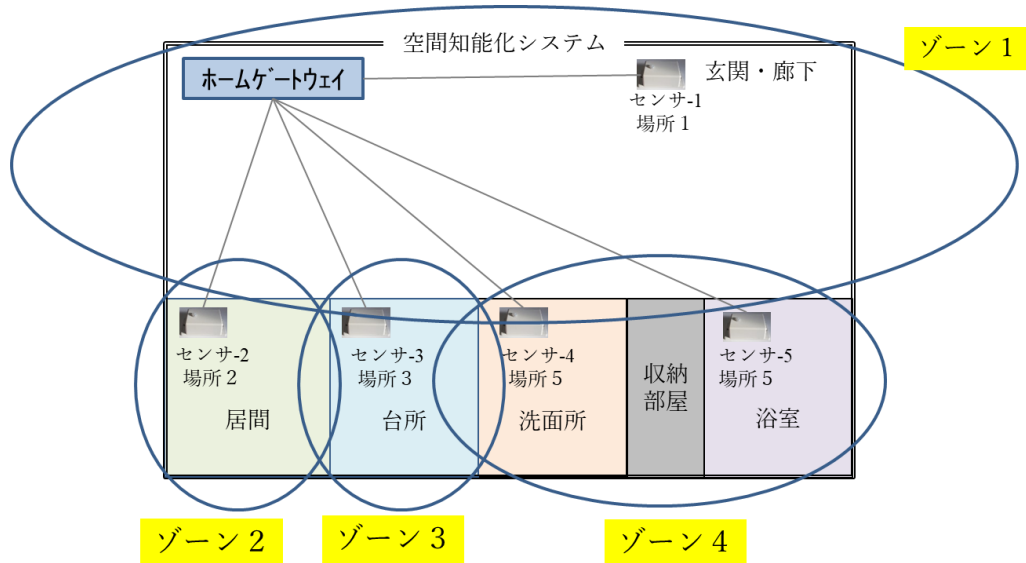 空間知能化システム
ゾーン１
ホームゲートウェイ
玄関・廊下
センサ-1
場所１
センサ-2
場所２
居間
センサ-3
場所３
台所
センサ-4
場所５
洗面所
収納
部屋
センサ-5
場所５
浴室
ゾーン２
ゾーン３
ゾーン４